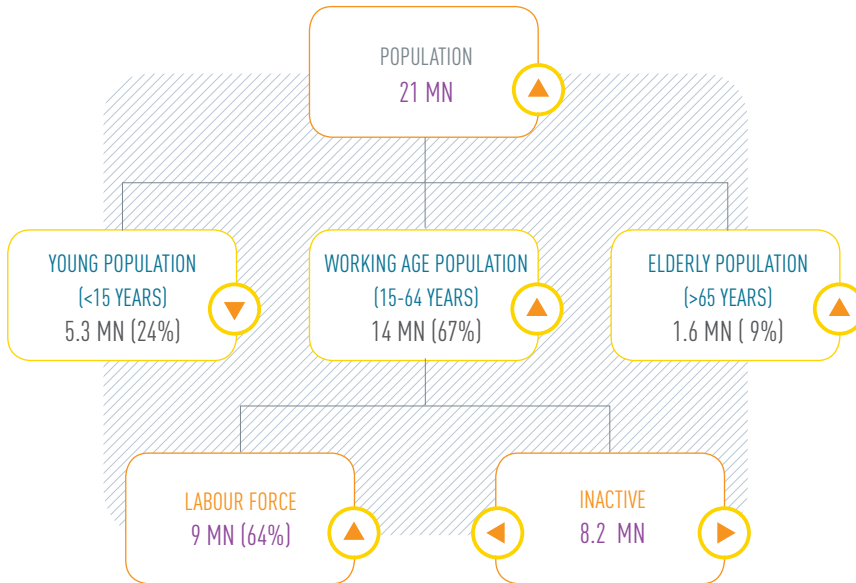 POPULATION
21 MN
YOUNG POPULATION
(<15 YEARS)
5.3 MN (24%)
WORKING AGE POPULATION
(15-64 YEARS)
14 MN (67%)
ELDERLY POPULATION
(>65 YEARS)
1.6 MN ( 9%)
LABOUR FORCE
9 MN (64%)
INACTIVE
8.2 MN